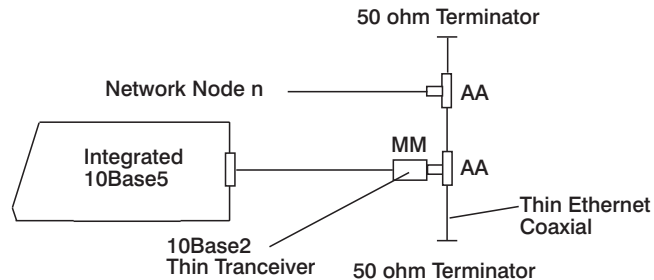 50 ohm Terminator
Network Node n
AA
MM
Integrated
10Base5
AA
Thin Ethernet
Coaxial
10Base2
Thin Tranceiver
50 ohm Terminator